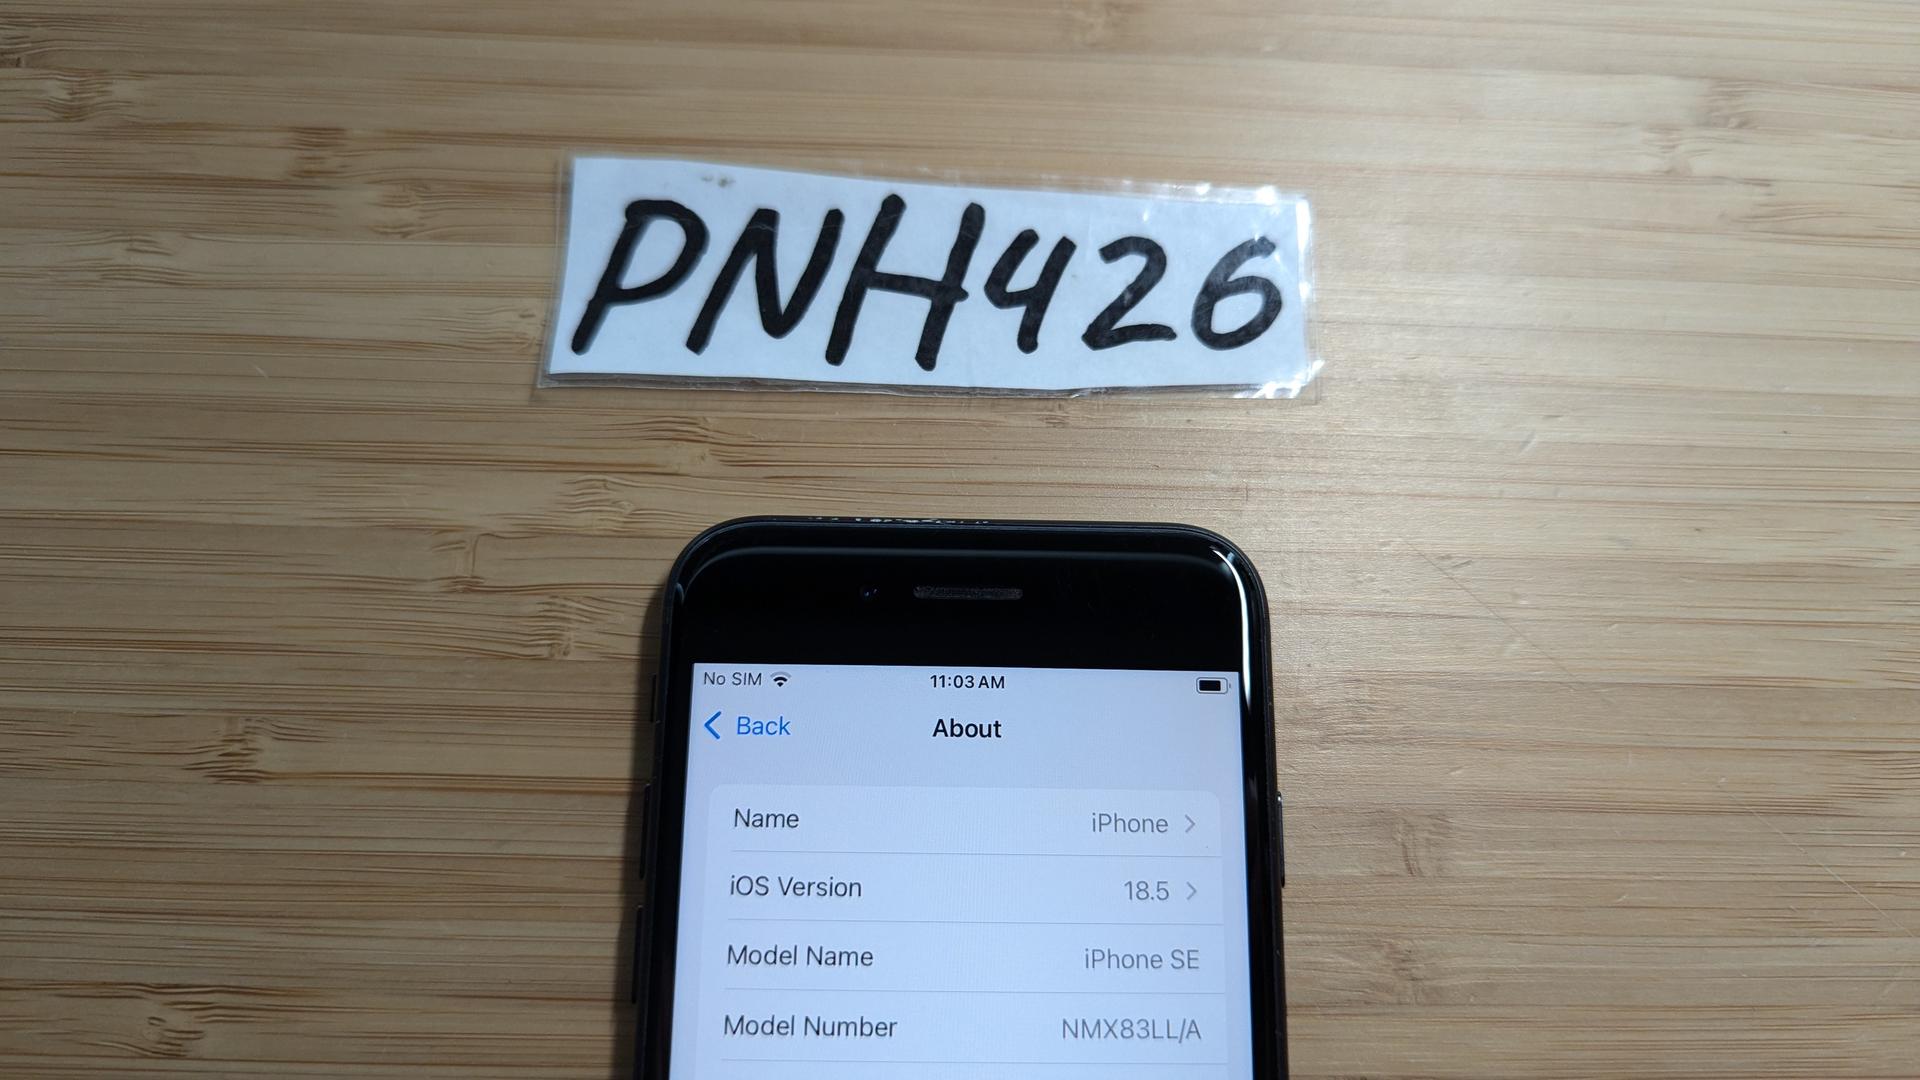 PNH426
No SIM 11:03 AM
Back About
Name iPhone
iOS Version 18.5
Model Name iPhone SE
Model Number NMX83LL/A